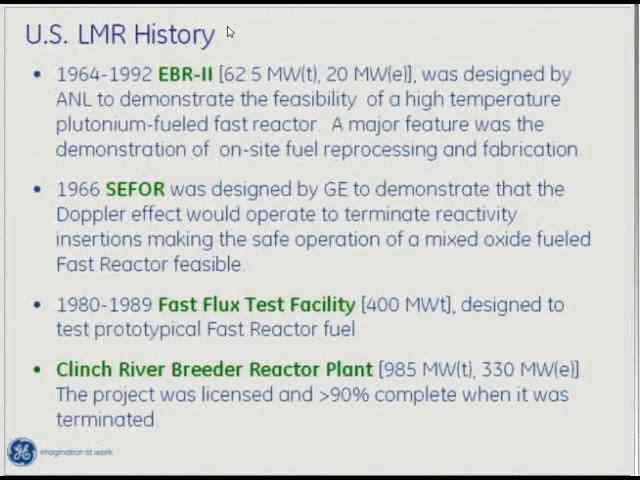 U.S. LMR History
• 1964-1992 EBR-II [62.5 MW(t), 20 MW(e)], was designed by
ANL to demonstrate the feasibility of a high temperature
plutonium-fueled fast reactor. A major feature was the
demonstration of on-site fuel reprocessing and fabrication.
• 1966 SEFOR was designed by GE to demonstrate that the
Doppler effect would operate to terminate reactivity
insertions making the safe operation of a mixed oxide fueled
Fast Reactor feasible.
• 1980-1989 Fast Flux Test Facility [400 MWt], designed to
test prototypical Fast Reactor fuel
• Clinch River Breeder Reactor Plant [985 MW(t), 330 MW(e)].
The project was licensed and >90% complete when it was
terminated.
GE imagination at work